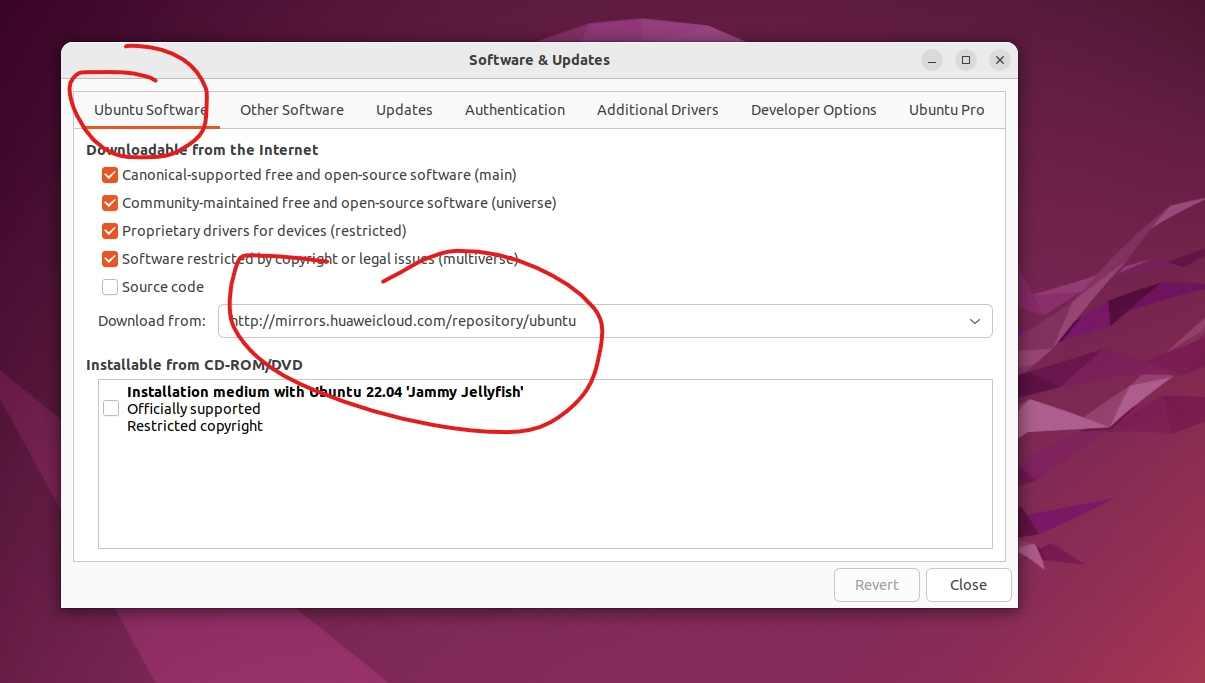 Software & Updates
Ubuntu Software Other Software Updates Authentication Additional Drivers Developer Options Ubuntu Pro
Downloadable from the Internet
Canonical-supported free and open-source software (main)
Community-maintained free and open-source software (universe)
Proprietary drivers for devices (restricted)
Software restricted by copyright or legal issues (multiverse)
Source code
Download from: http://mirrors.huaweicloud.com/repository/ubuntu
Installable from CD-ROM/DVD
Installation medium with Ubuntu 22.04 'Jammy Jellyfish'
Officially supported
Restricted copyright
Revert Close